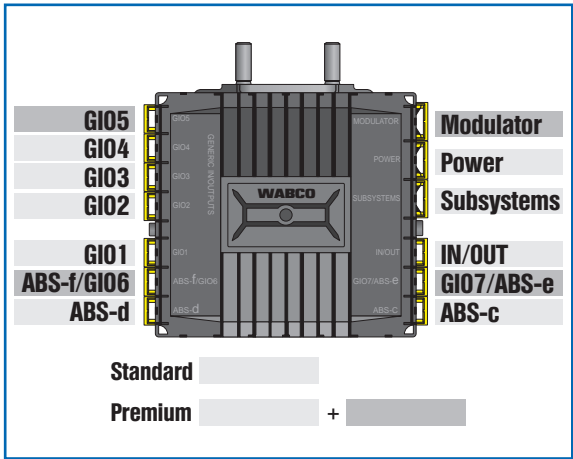 GIO5
GIO4
GIO3
GIO2
GIO1
ABS-f/GIO6
ABS-d
GIO5
GIO4
GIO3
GIO2
GENERIC IN/OUTPUTS
GIO1
ABS-f/GIO6
ABS-d
WABCO
MODULATOR
POWER
SUBSYSTEMS
IN/OUT
GIO7/ABS-e
ABS-C
Modulator
Power
Subsystems
IN/OUT
GIO7/ABS-e
ABS-c
Standard
Premium +